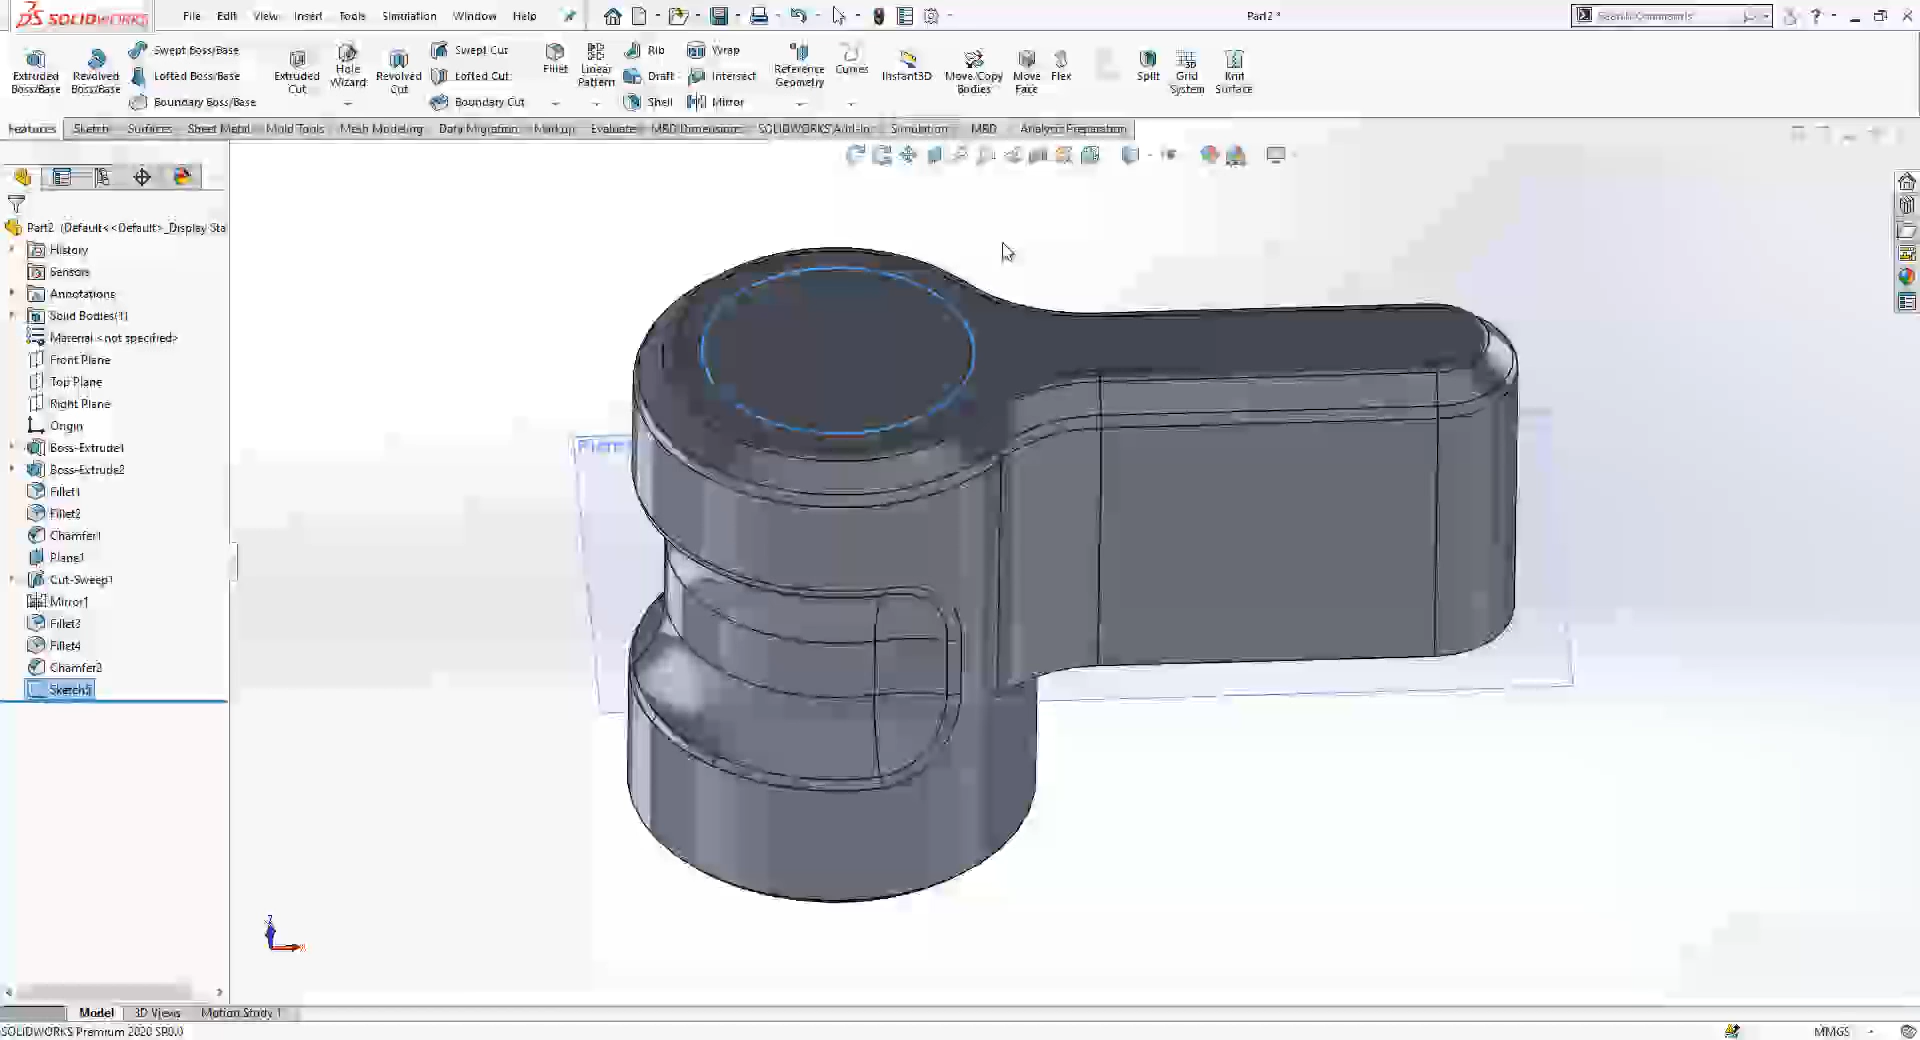 SOLIDWORKS File Edit View Insert Tools Simulation Window Help Part2 * Search Commands
Extruded Boss/Base Revolved Boss/Base Swept Boss/Base Lofted Boss/Base Boundary Boss/Base Extruded Cut Hole Wizard Revolved Cut Swept Cut Lofted Cut Boundary Cut Fillet Linear Pattern Rib Draft Shell Wrap Intersect Mirror Reference Geometry Curves Instant3D Move/Copy Bodies Move Face Flex Split Grid System Knit Surface
Features Sketch Surfaces Sheet Metal Mold Tools Mesh Modeling Data Migration Markup Evaluate MBD Dimensions SOLIDWORKS Add-Ins Simulation MBD Analysis Preparation
Part2 (Default<<Default>_Display Sta
History
Sensors
Annotations
Solid Bodies(1)
Material <not specified>
Front Plane
Top Plane
Right Plane
Origin
Boss-Extrude1
Boss-Extrude2
Fillet1
Fillet2
Chamfer1
Plane1
Cut-Sweep1
Mirror1
Fillet3
Fillet4
Chamfer2
Sketch5
Z
X
Model 3D Views Motion Study 1
SOLIDWORKS Premium 2020 SP0.0 MMGS